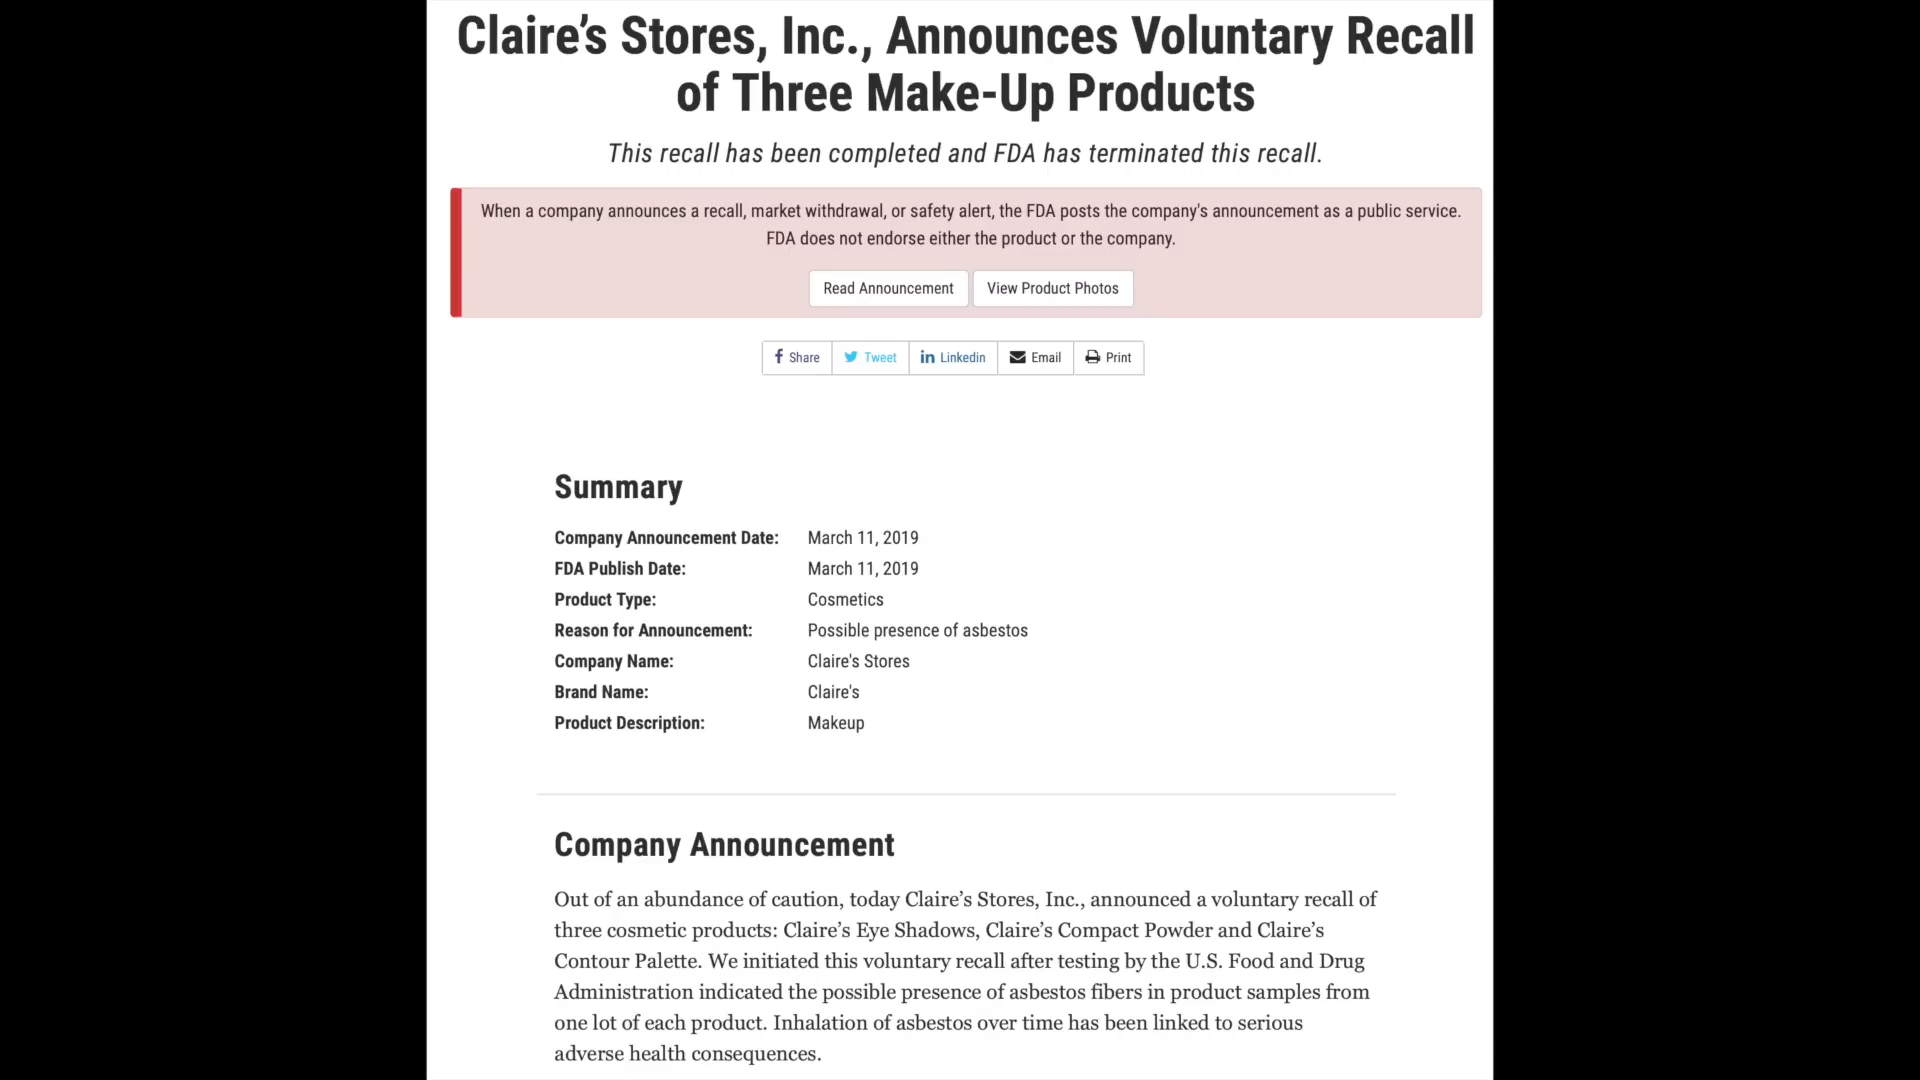 Claire’s Stores, Inc., Announces Voluntary Recall
of Three Make-Up Products
This recall has been completed and FDA has terminated this recall.
When a company announces a recall, market withdrawal, or safety alert, the FDA posts the company's announcement as a public service.
FDA does not endorse either the product or the company.
Read Announcement View Product Photos
Share Tweet Linkedin Email Print
Summary
Company Announcement Date: March 11, 2019
FDA Publish Date: March 11, 2019
Product Type: Cosmetics
Reason for Announcement: Possible presence of asbestos
Company Name: Claire's Stores
Brand Name: Claire's
Product Description: Makeup
Company Announcement
Out of an abundance of caution, today Claire’s Stores, Inc., announced a voluntary recall of
three cosmetic products: Claire’s Eye Shadows, Claire’s Compact Powder and Claire’s
Contour Palette. We initiated this voluntary recall after testing by the U.S. Food and Drug
Administration indicated the possible presence of asbestos fibers in product samples from
one lot of each product. Inhalation of asbestos over time has been linked to serious
adverse health consequences.